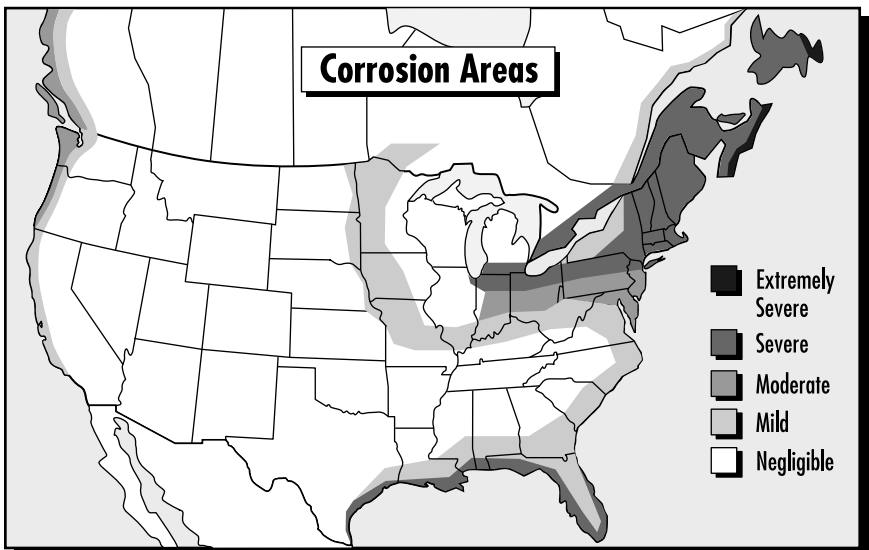 Corrosion Areas
Extremely
Severe
Severe
Moderate
Mild
Negligible